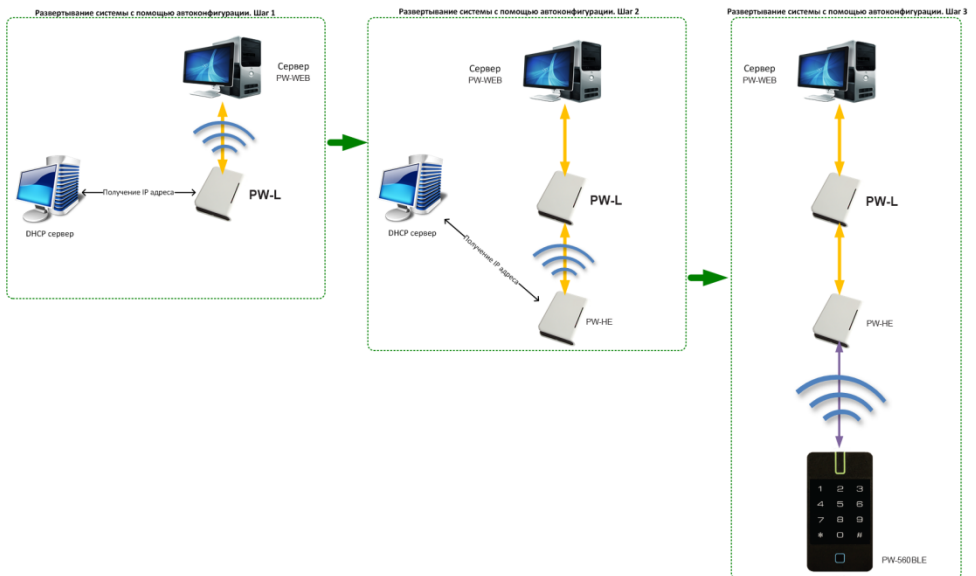 Развертывание системы с помощью автоконфигурации. Шаг 1
Сервер
PW-WEB
Получение IP адреса
PW-L
DHCP сервер
Развертывание системы с помощью автоконфигурации. Шаг 2
Сервер
PW-WEB
PW-L
DHCP сервер
Получение IP адреса
PW-HE
Развертывание системы с помощью автоконфигурации. Шаг 3
Сервер
PW-WEB
PW-L
PW-HE
1 2 3
4 5 6
7 8 9
* 0 #
PW-560BLE